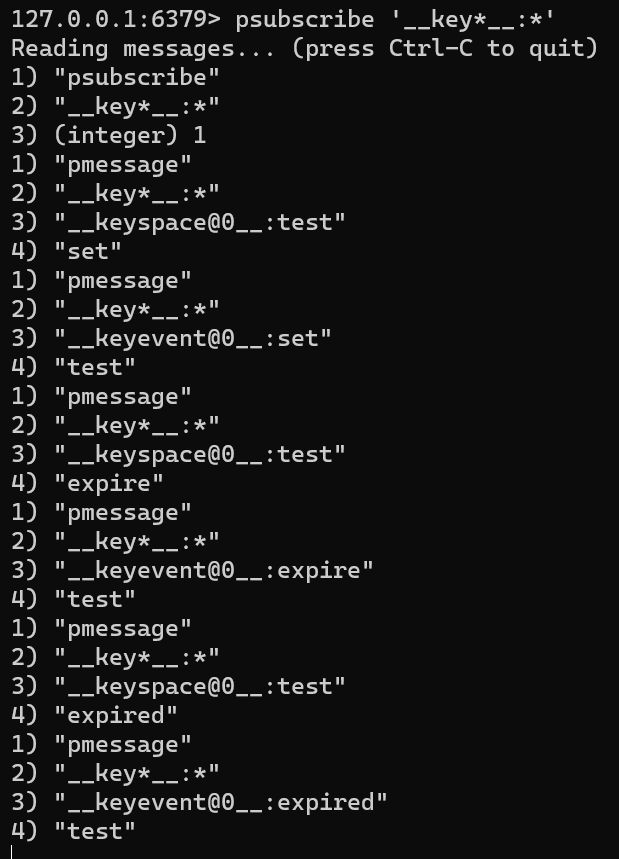 127.0.0.1:6379> psubscribe '__key*__:*'
Reading messages... (press Ctrl-C to quit)
1) "psubscribe"
2) "__key*__:*"
3) (integer) 1
1) "pmessage"
2) "__key*__:*"
3) "__keyspace@0__:test"
4) "set"
1) "pmessage"
2) "__key*__:*"
3) "__keyevent@0__:set"
4) "test"
1) "pmessage"
2) "__key*__:*"
3) "__keyspace@0__:test"
4) "expire"
1) "pmessage"
2) "__key*__:*"
3) "__keyevent@0__:expire"
4) "test"
1) "pmessage"
2) "__key*__:*"
3) "__keyspace@0__:test"
4) "expired"
1) "pmessage"
2) "__key*__:*"
3) "__keyevent@0__:expired"
4) "test"